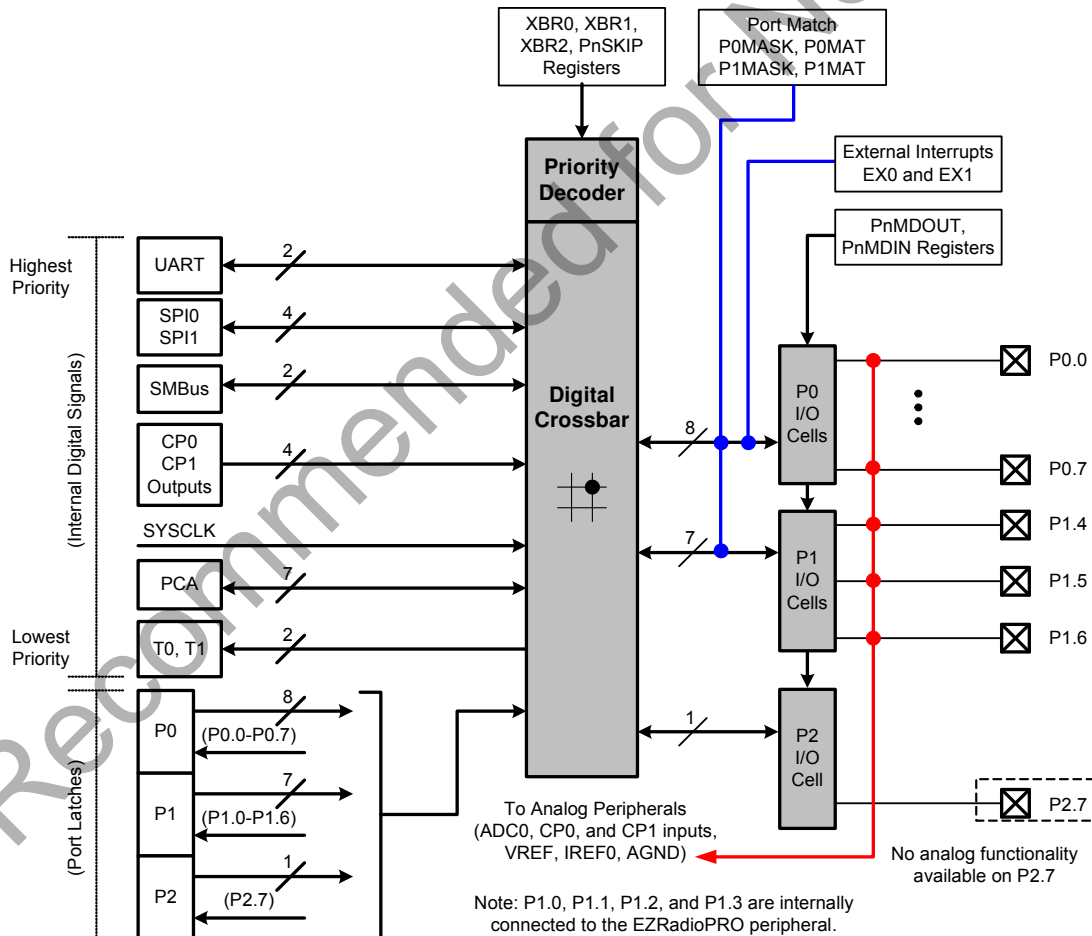 XBR0, XBR1,
XBR2, PnSKIP
Registers
Port Match
P0MASK, P0MAT
P1MASK, P1MAT
External Interrupts
EX0 and EX1
PnMDOUT,
PnMDIN Registers
Priority
Decoder
Digital
Crossbar
Highest
Priority
(Internal Digital Signals)
Lowest
Priority
(Port Latches)
UART
2
SPI0
SPI1
4
SMBus
2
CP0
CP1
Outputs
4
SYSCLK
PCA
7
T0, T1
2
P0
8
(P0.0-P0.7)
P1
7
(P1.0-P1.6)
P2
1
(P2.7)
8
7
1
P0
I/O
Cells
P1
I/O
Cells
P2
I/O
Cell
P0.0
P0.7
P1.4
P1.5
P1.6
P2.7
To Analog Peripherals
(ADC0, CP0, and CP1 inputs,
VREF, IREF0, AGND)
No analog functionality
available on P2.7
Note: P1.0, P1.1, P1.2, and P1.3 are internally
connected to the EZRadioPRO peripheral.
Recommended for